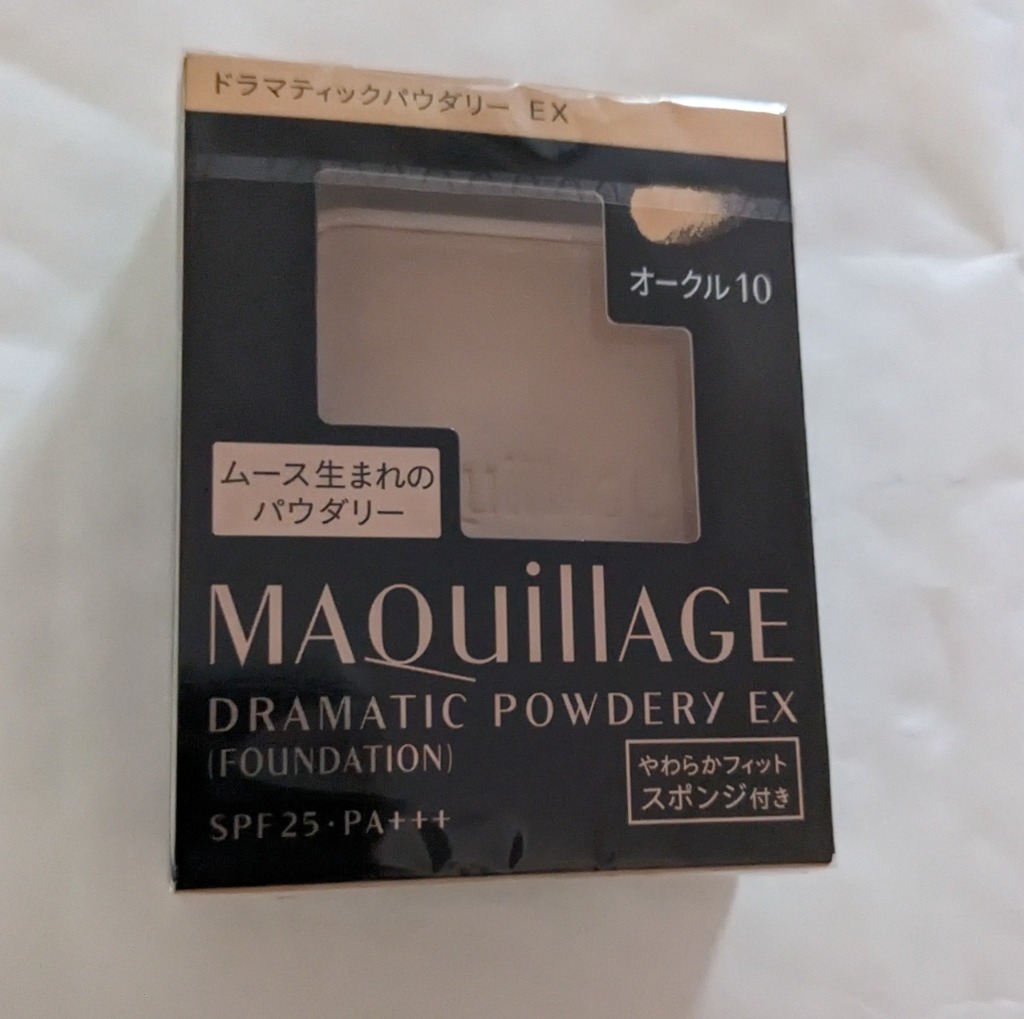 ドラマティックパウダリー EX
オークル10
ムース生まれの
パウダリー
MAQuillAGE
DRAMATIC POWDERY EX
(FOUNDATION)
やわらかフィット
スポンジ付き
SPF25・PA+++